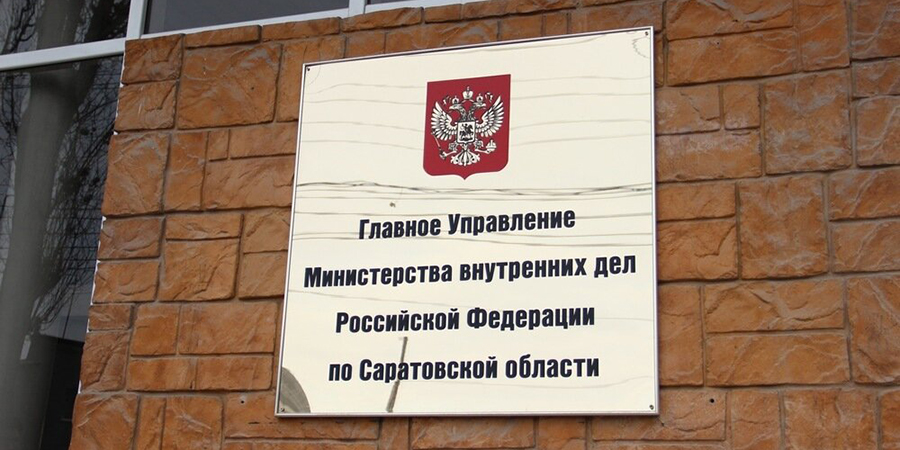 Главное Управление
Министерства внутренних дел
Российской Федерации
по Саратовской области